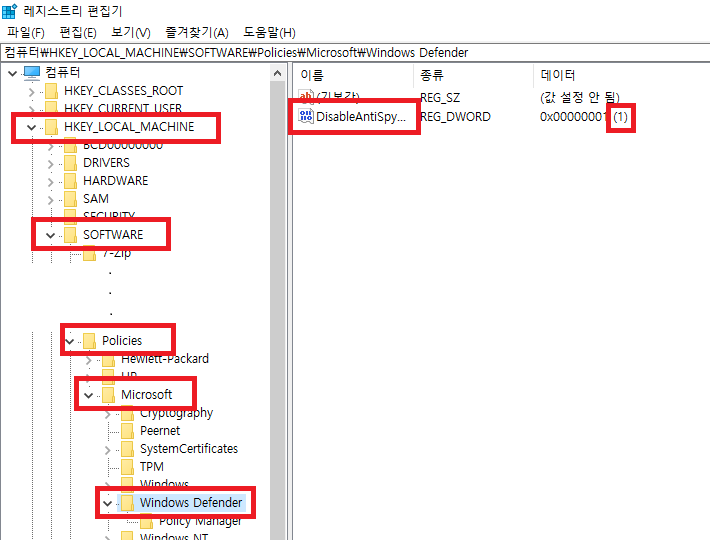 레지스트리 편집기
파일(F) 편집(E) 보기(V) 즐겨찾기(A) 도움말(H)
컴퓨터₩HKEY_LOCAL_MACHINE₩SOFTWARE₩Policies₩Microsoft₩Windows Defender
컴퓨터
HKEY_CLASSES_ROOT
HKEY_CURRENT_USER
HKEY_LOCAL_MACHINE
BCD00000000
DRIVERS
HARDWARE
SAM
SECURITY
SOFTWARE
7-Zip
.
.
.
Policies
Hewlett-Packard
HP
Microsoft
Cryptography
Peernet
SystemCertificates
TPM
Windows
Windows Defender
Policy Manager
Windows NT
이름 종류 데이터
(기본값) REG_SZ (값 설정 안 됨)
DisableAntiSpy... REG_DWORD 0x00000001 (1)